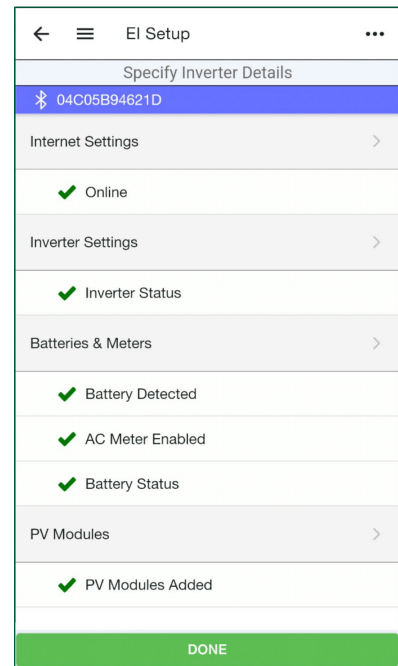 EI Setup
Specify Inverter Details
04C05B94621D
Internet Settings
Online
Inverter Settings
Inverter Status
Batteries & Meters
Battery Detected
AC Meter Enabled
Battery Status
PV Modules
PV Modules Added
DONE